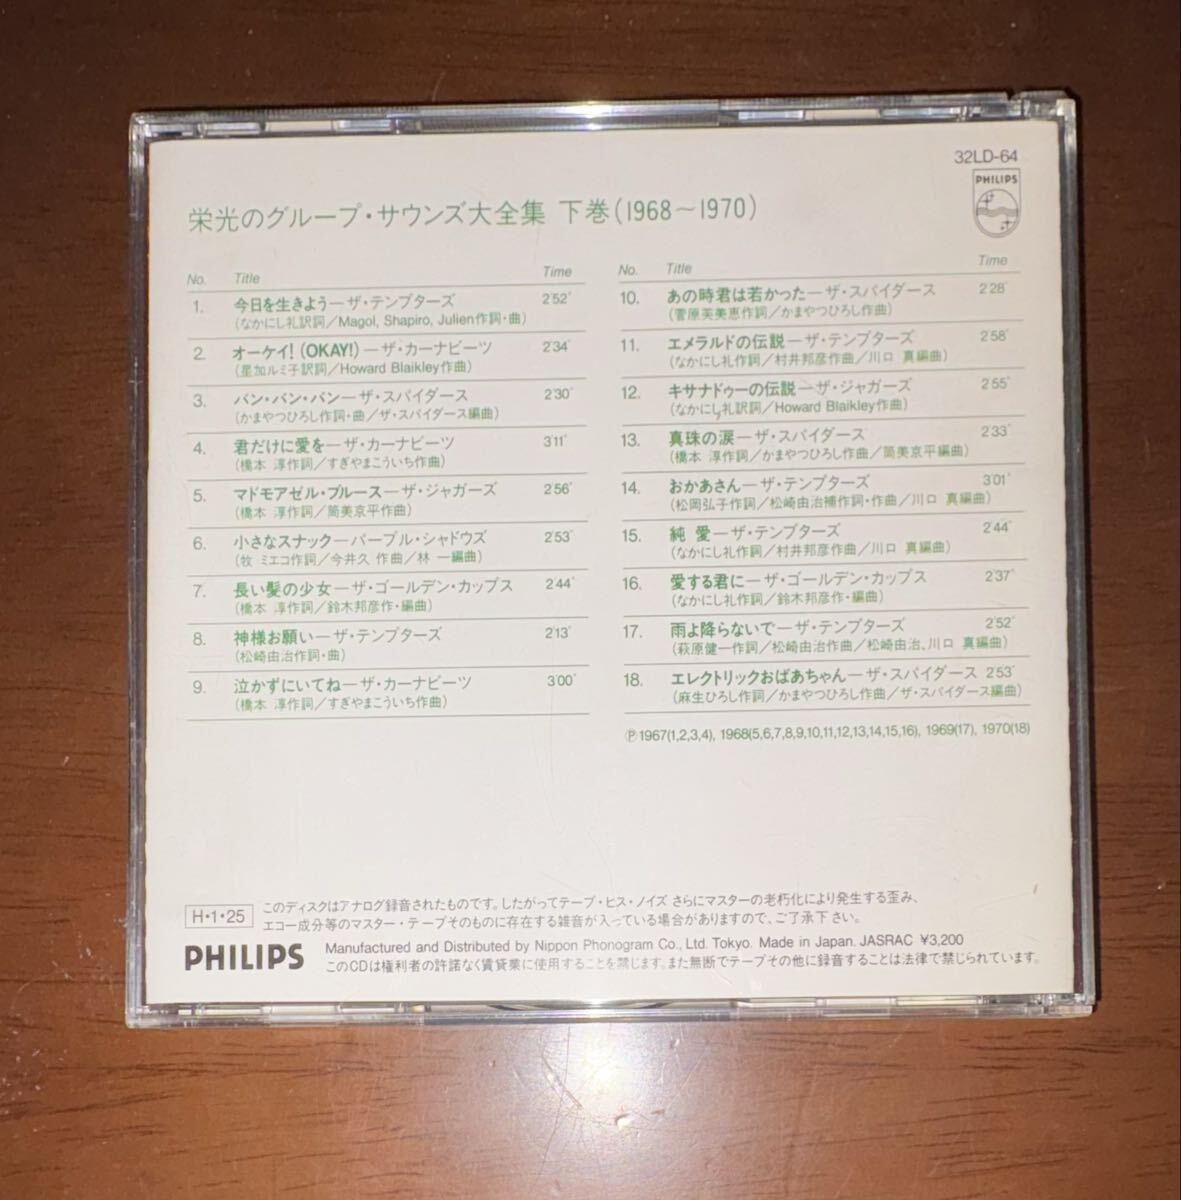 32LD-64
PHILIPS
栄光のグループ・サウンズ大全集 下巻(1968～1970)
No. Title Time
1. 今日を生きよう—ザ・テンプターズ 2'52"
(なかにし礼訳詞／Magol, Shapiro, Julien作詞・曲)
2. オーケイ!(OKAY!)—ザ・カーナビーツ 2'34"
(星加ルミ子訳詞／Howard Blaikley作曲)
3. バン・バン・バン—ザ・スパイダース 2'30"
(かまやつひろし作詞・曲／ザ・スパイダース編曲)
4. 君だけに愛を—ザ・カーナビーツ 3'11"
(橋本 淳作詞／すぎやまこういち作曲)
5. マドモアゼル・ブルース—ザ・ジャガーズ 2'56"
(橋本 淳作詞／筒美京平作曲)
6. 小さなスナック—パープル・シャドウズ 2'53"
(牧 ミエコ作詞／今井久 作曲／林 一編曲)
7. 長い髪の少女—ザ・ゴールデン・カップス 2'44"
(橋本 淳作詞／鈴木邦彦作・編曲)
8. 神様お願い—ザ・テンプターズ 2'13"
(松崎由治作詞・曲)
9. 泣かずにいてね—ザ・カーナビーツ 3'00"
(橋本 淳作詞／すぎやまこういち作曲)
No. Title Time
10. あの時君は若かった—ザ・スパイダース 2'28"
(菅原芙美恵作詞／かまやつひろし作曲)
11. エメラルドの伝説—ザ・テンプターズ 2'58"
(なかにし礼作詞／村井邦彦作曲／川口 真編曲)
12. キサナドゥーの伝説—ザ・ジャガーズ 2'55"
(なかにし礼訳詞／Howard Blaikley作曲)
13. 真珠の涙—ザ・スパイダース 2'33"
(橋本 淳作詞／かまやつひろし作曲／筒美京平編曲)
14. おかあさん—ザ・テンプターズ 3'01"
(松岡弘子作詞／松崎由治補作詞・作曲／川口 真編曲)
15. 純 愛—ザ・テンプターズ 2'44"
(なかにし礼作詞／村井邦彦作曲／川口 真編曲)
16. 愛する君に—ザ・ゴールデン・カップス 2'37"
(なかにし礼作詞／鈴木邦彦作・編曲)
17. 雨よ降らないで—ザ・テンプターズ 2'52"
(萩原健一作詞／松崎由治作曲／松崎由治、川口 真編曲)
18. エレクトリックおばあちゃん—ザ・スパイダース 2'53"
(麻生ひろし作詞／かまやつひろし作曲／ザ・スパイダース編曲)
Ⓟ1967(1,2,3,4), 1968(5,6,7,8,9,10,11,12,13,14,15,16), 1969(17), 1970(18)
H・1・25
このディスクはアナログ録音されたものです。したがってテープ・ヒス・ノイズ さらにマスターの老朽化により発生する歪み、
エコー成分等のマスター・テープそのものに存在する雑音が入っている場合がありますので、ご了承下さい。
PHILIPS
Manufactured and Distributed by Nippon Phonogram Co., Ltd. Tokyo. Made in Japan. JASRAC ¥3,200
このCDは権利者の許諾なく賃貸業に使用することを禁じます。また無断でテープその他に録音することは法律で禁じられています。